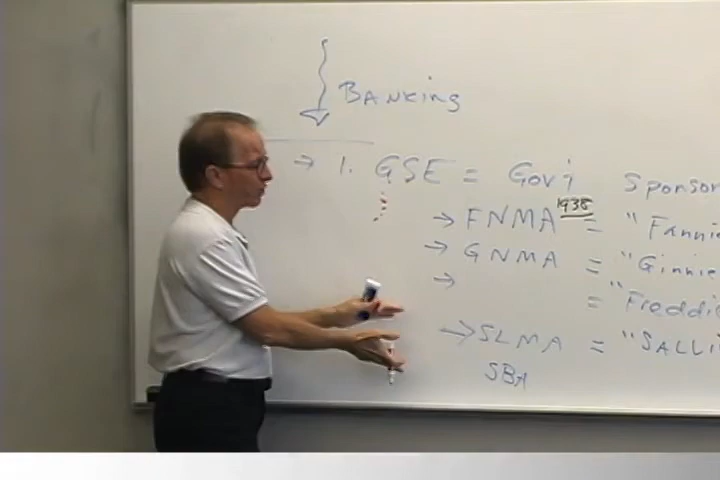 Banking
→ 1. GSE = Gov't Sponsor
→ FNMA 1938 = "Fannie
→ GNMA = "Ginnie
→ = "Freddie
→ SLMA = "SALLI
SBA